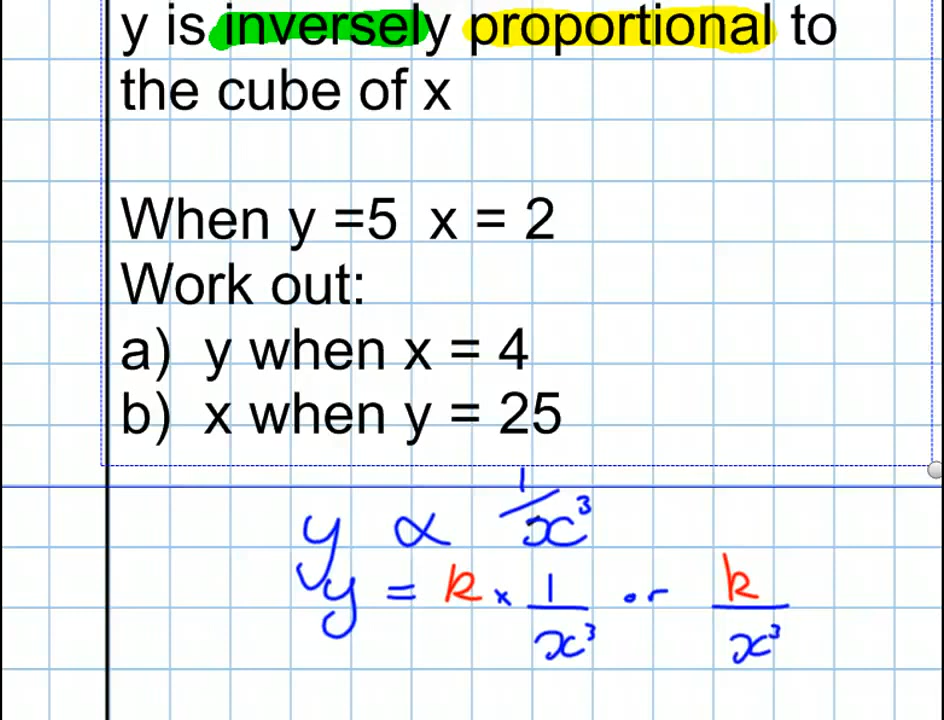 y is inversely proportional to
the cube of x
When y =5 x = 2
Work out:
a) y when x = 4
b) x when y = 25
y ∝ 1/x³
y = k × 1/x³ or k/x³